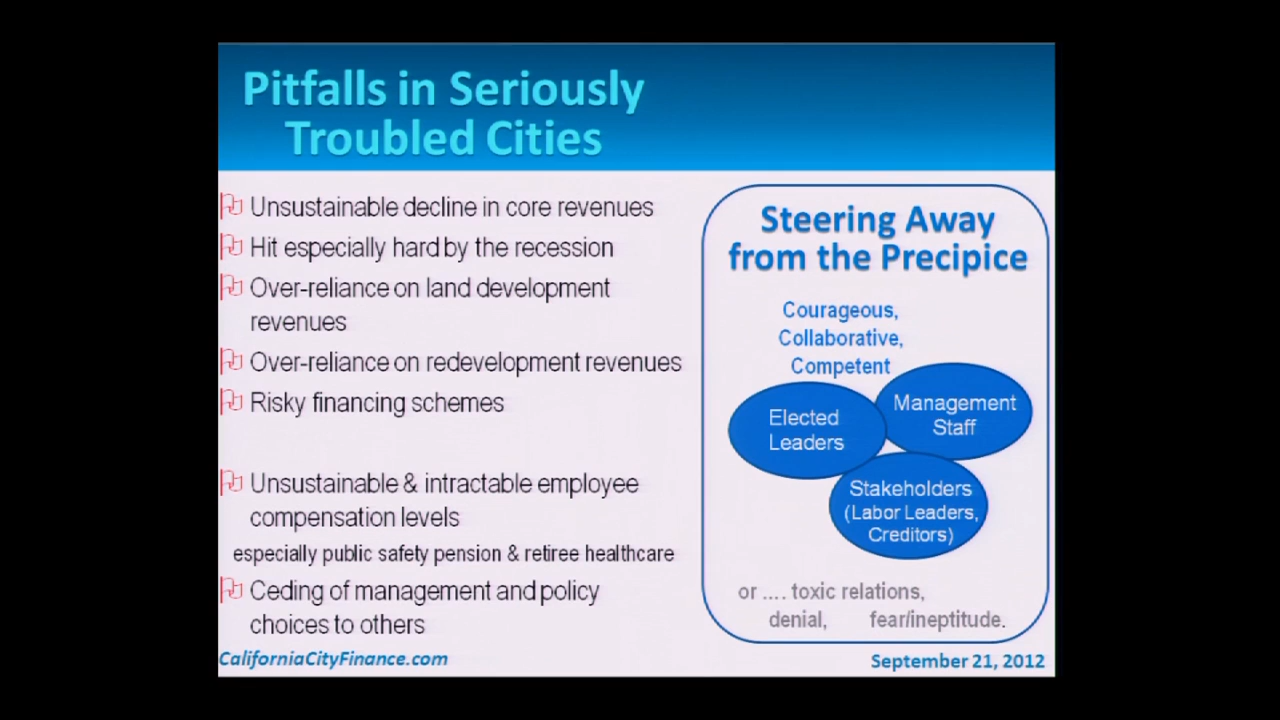 Pitfalls in Seriously
Troubled Cities
Unsustainable decline in core revenues
Hit especially hard by the recession
Over-reliance on land development
revenues
Over-reliance on redevelopment revenues
Risky financing schemes
Unsustainable & intractable employee
compensation levels
especially public safety pension & retiree healthcare
Ceding of management and policy
choices to others
CaliforniaCityFinance.com
Steering Away
from the Precipice
Courageous,
Collaborative,
Competent
Elected
Leaders
Management
Staff
Stakeholders
(Labor Leaders,
Creditors)
or .... toxic relations,
denial, fear/ineptitude.
September 21, 2012